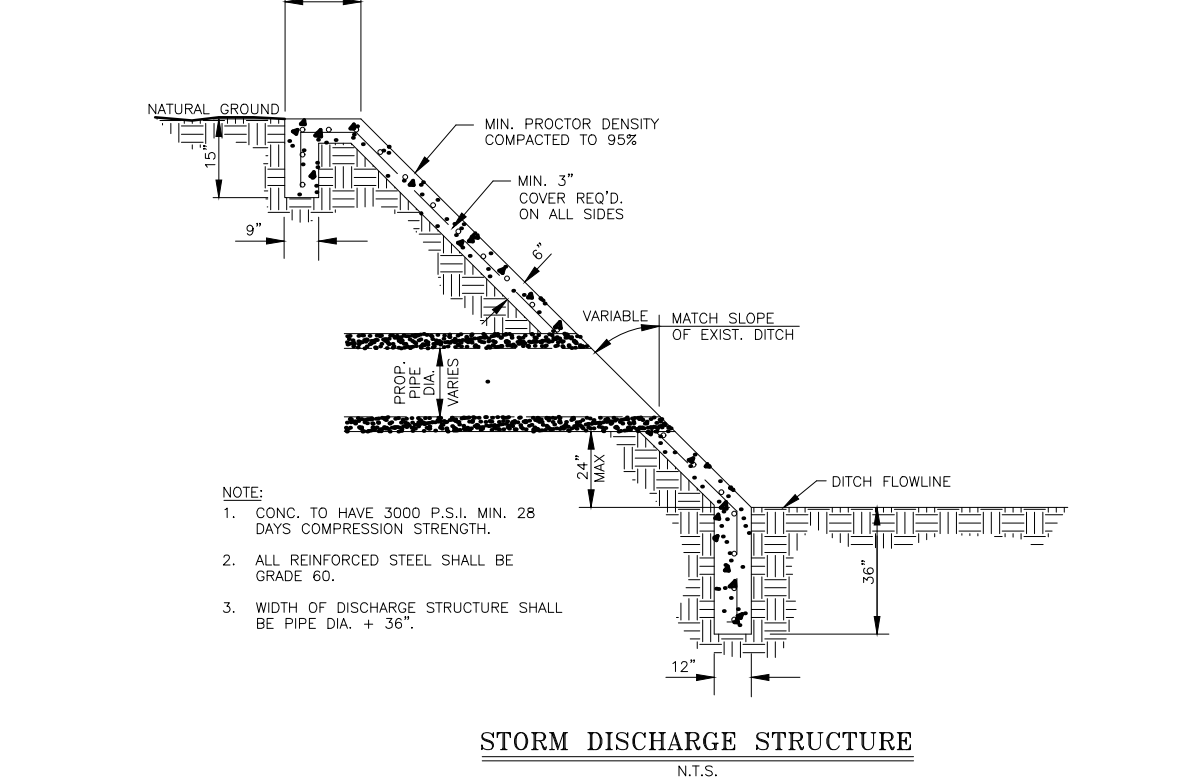 NATURAL GROUND
MIN. PROCTOR DENSITY
COMPACTED TO 95%
15"
MIN. 3"
COVER REQ'D.
ON ALL SIDES
9"
6"
VARIABLE
MATCH SLOPE
OF EXIST. DITCH
PROP.
PIPE
DIA.
VARIES
24"
MAX
DITCH FLOWLINE
NOTE:
1. CONC. TO HAVE 3000 P.S.I. MIN. 28
DAYS COMPRESSION STRENGTH.
2. ALL REINFORCED STEEL SHALL BE
GRADE 60.
3. WIDTH OF DISCHARGE STRUCTURE SHALL
BE PIPE DIA. + 36".
36"
12"
STORM DISCHARGE STRUCTURE
N.T.S.